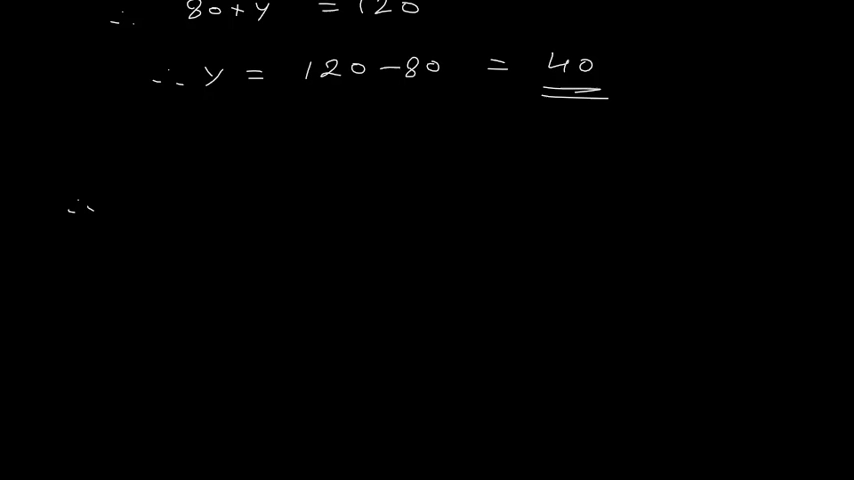 ∴ 80 + y = 120
∴ y = 120 - 80 = 40
∴